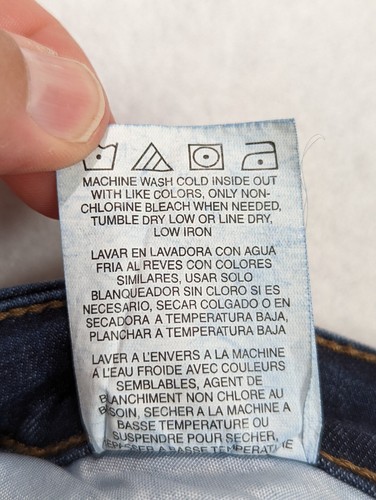 MACHINE WASH COLD INSIDE OUT
WITH LIKE COLORS, ONLY NON-
CHLORINE BLEACH WHEN NEEDED,
TUMBLE DRY LOW OR LINE DRY,
LOW IRON
LAVAR EN LAVADORA CON AGUA
FRIA AL REVES CON COLORES
SIMILARES, USAR SOLO
BLANQUEADOR SIN CLORO SI ES
NECESARIO, SECAR COLGADO O EN
SECADORA A TEMPERATURA BAJA,
PLANCHAR A TEMPERATURA BAJA
LAVER A L'ENVERS A LA MACHINE
A L'EAU FROIDE AVEC COULEURS
SEMBLABLES, AGENT DE
BLANCHIMENT NON CHLORE AU
BESOIN, SECHER A LA MACHINE A
BASSE TEMPERATURE OU
SUSPENDRE POUR SECHER,
REPASSER A BASSE TEMPERATURE